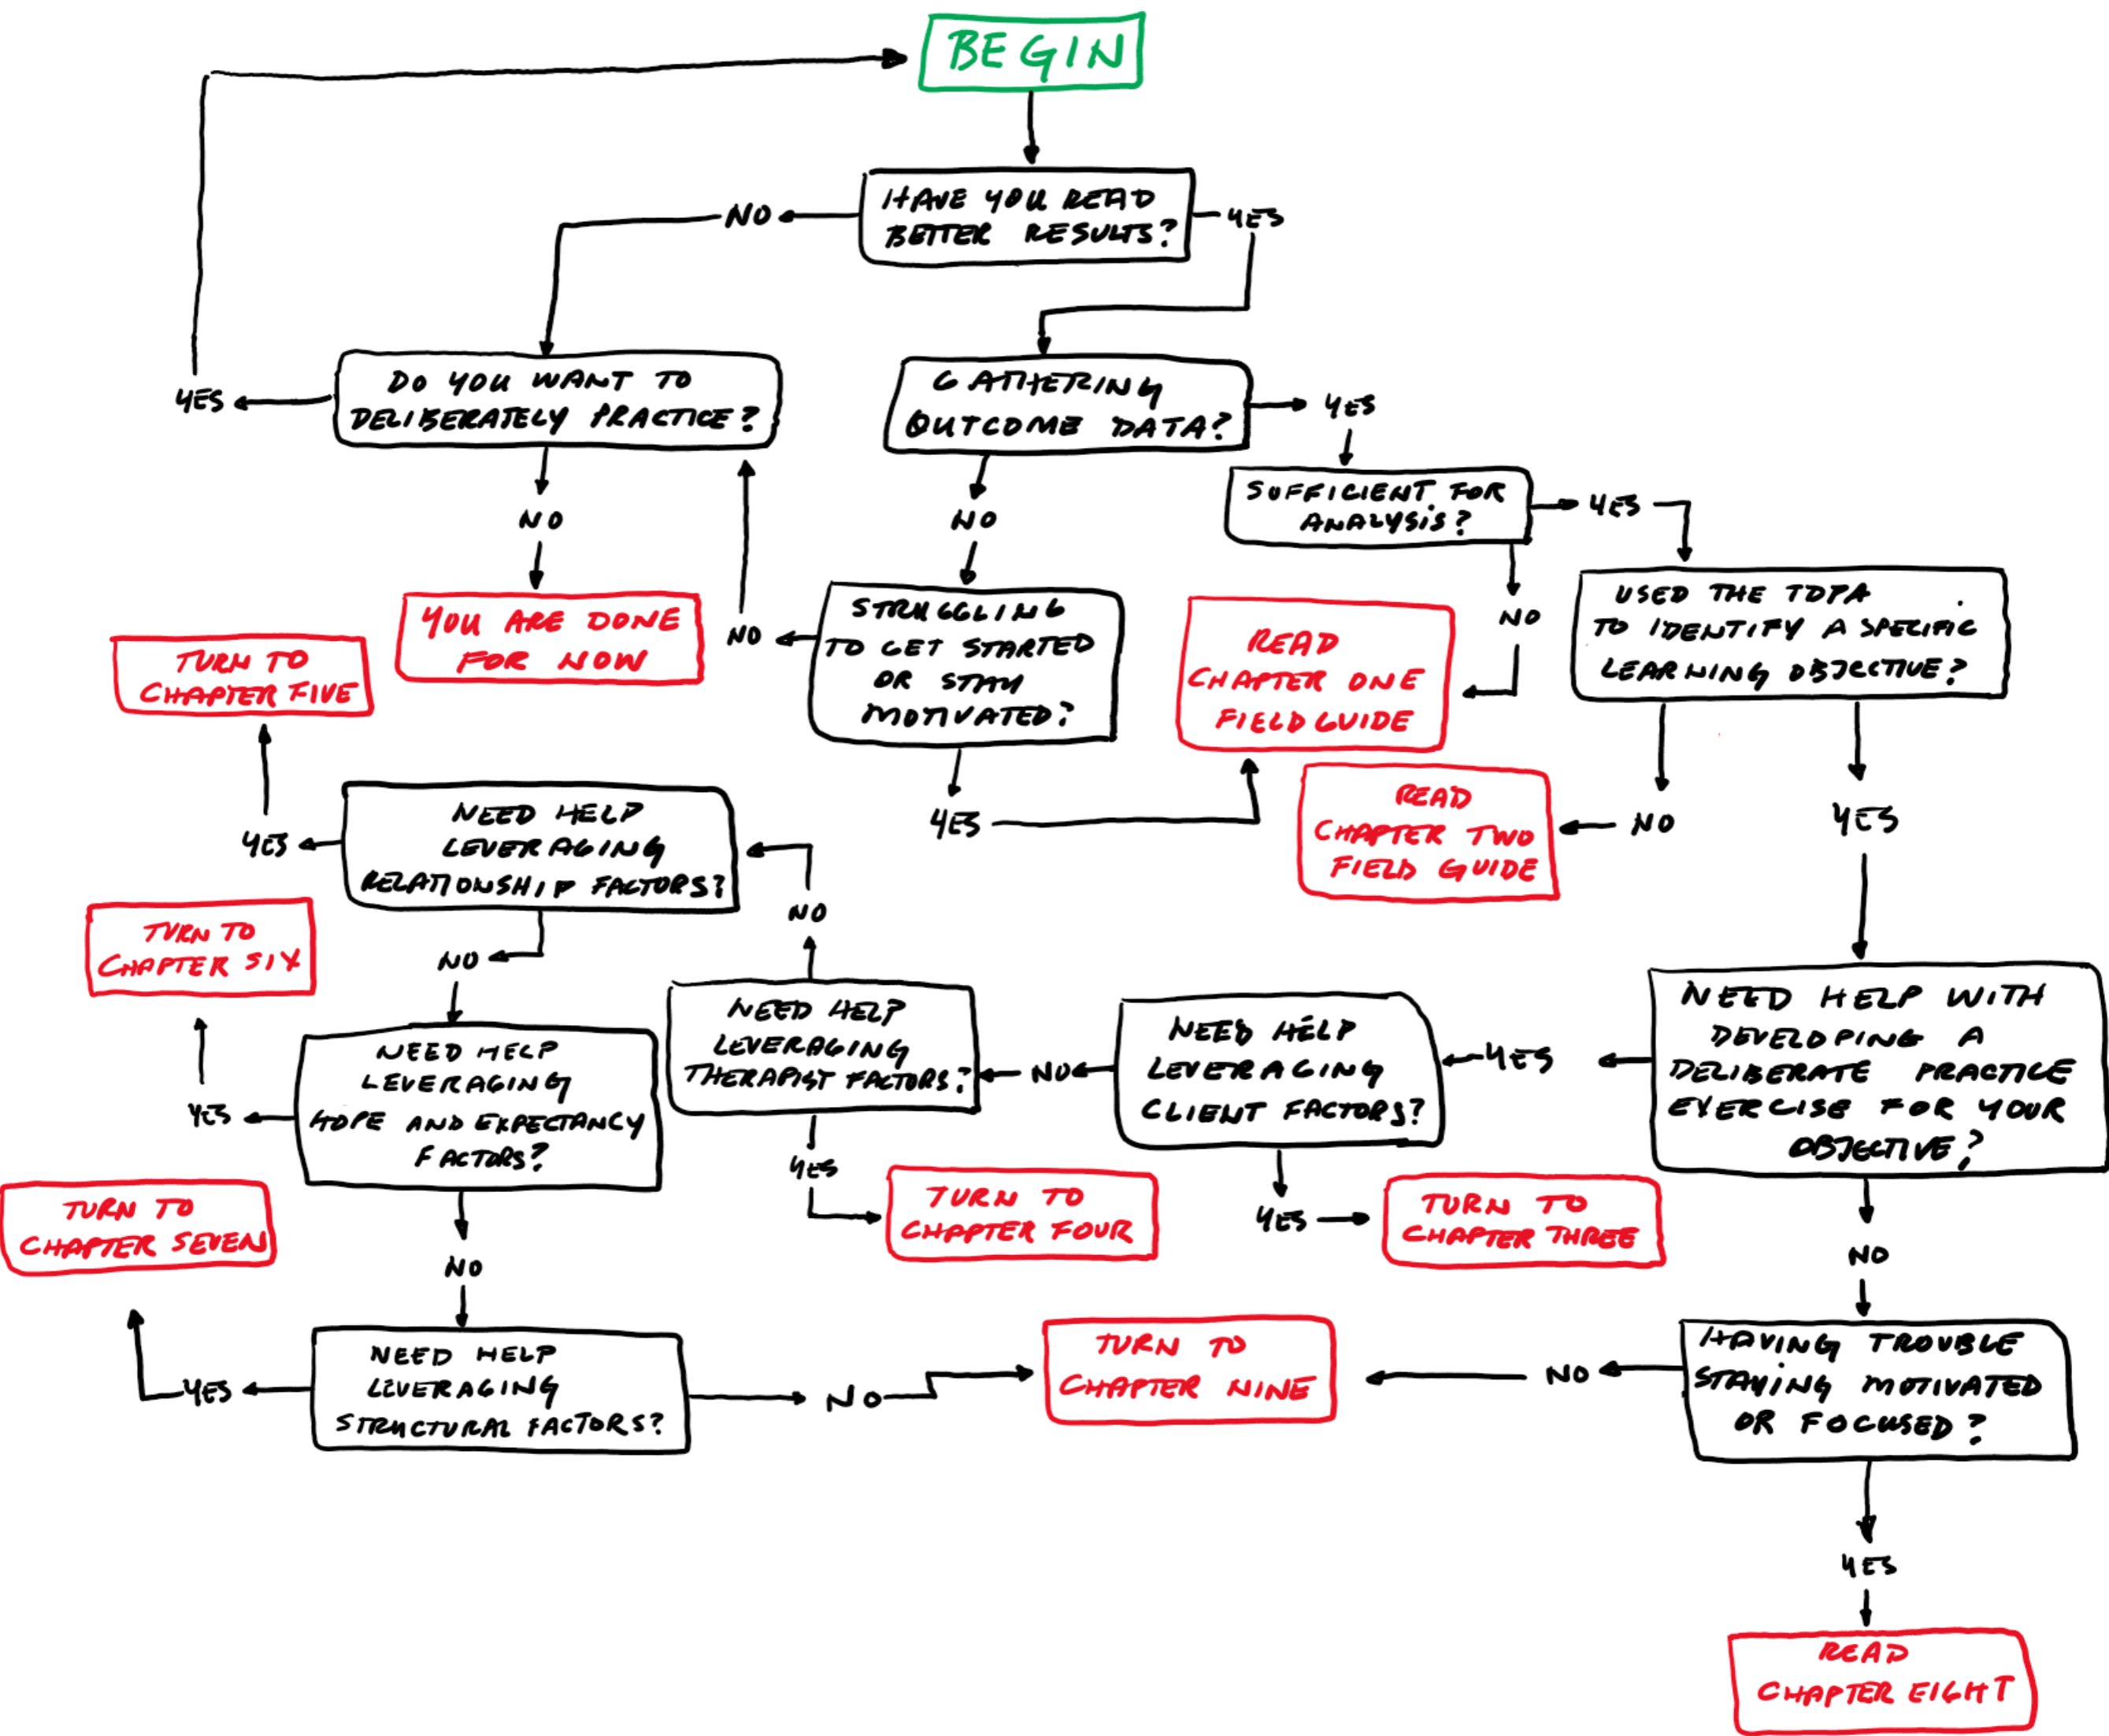 BEGIN
HAVE YOU READ
BETTER RESULTS?
NO
YES
DO YOU WANT TO
DELIBERATELY PRACTICE?
YES
GATHERING
OUTCOME DATA?
YES
SUFFICIENT FOR
ANALYSIS?
YES
NO
NO
NO
USED THE TDPA
TO IDENTIFY A SPECIFIC
LEARNING OBJECTIVE?
YOU ARE DONE
FOR NOW
NO
STRUGGLING
TO GET STARTED
OR STAY
MOTIVATED?
READ
CHAPTER ONE
FIELD GUIDE
TURN TO
CHAPTER FIVE
YES
READ
CHAPTER TWO
FIELD GUIDE
NO
YES
NEED HELP
LEVERAGING
RELATIONSHIP FACTORS?
YES
NO
NO
TURN TO
CHAPTER SIX
NEED HELP
LEVERAGING
THERAPIST FACTORS?
NO
NEED HELP
LEVERAGING
CLIENT FACTORS?
YES
NEED HELP WITH
DEVELOPING A
DELIBERATE PRACTICE
EXERCISE FOR YOUR
OBJECTIVE?
NEED HELP
LEVERAGING
HOPE AND EXPECTANCY
FACTORS?
YES
YES
TURN TO
CHAPTER FOUR
YES
TURN TO
CHAPTER THREE
TURN TO
CHAPTER SEVEN
NO
NO
NEED HELP
LEVERAGING
STRUCTURAL FACTORS?
YES
NO
TURN TO
CHAPTER NINE
NO
HAVING TROUBLE
STAYING MOTIVATED
OR FOCUSED?
YES
READ
CHAPTER EIGHT